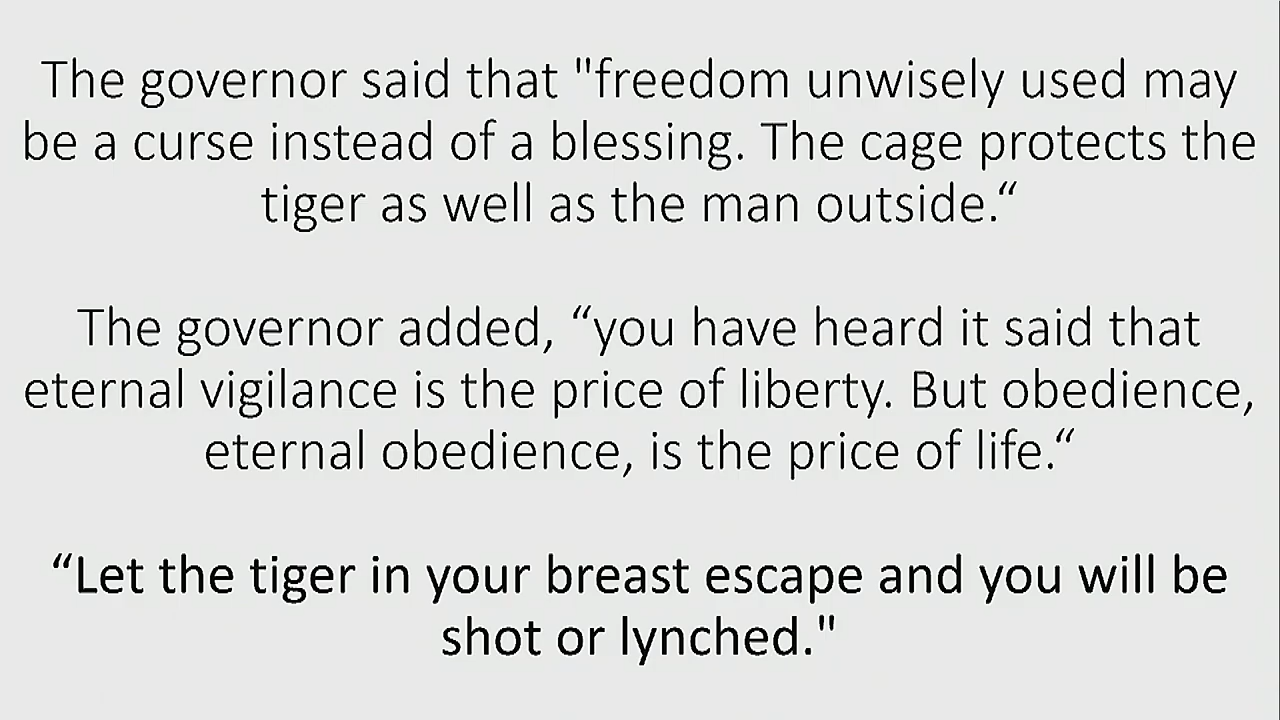 The governor said that "freedom unwisely used may
be a curse instead of a blessing. The cage protects the
tiger as well as the man outside.“
The governor added, “you have heard it said that
eternal vigilance is the price of liberty. But obedience,
eternal obedience, is the price of life.“
“Let the tiger in your breast escape and you will be
shot or lynched."